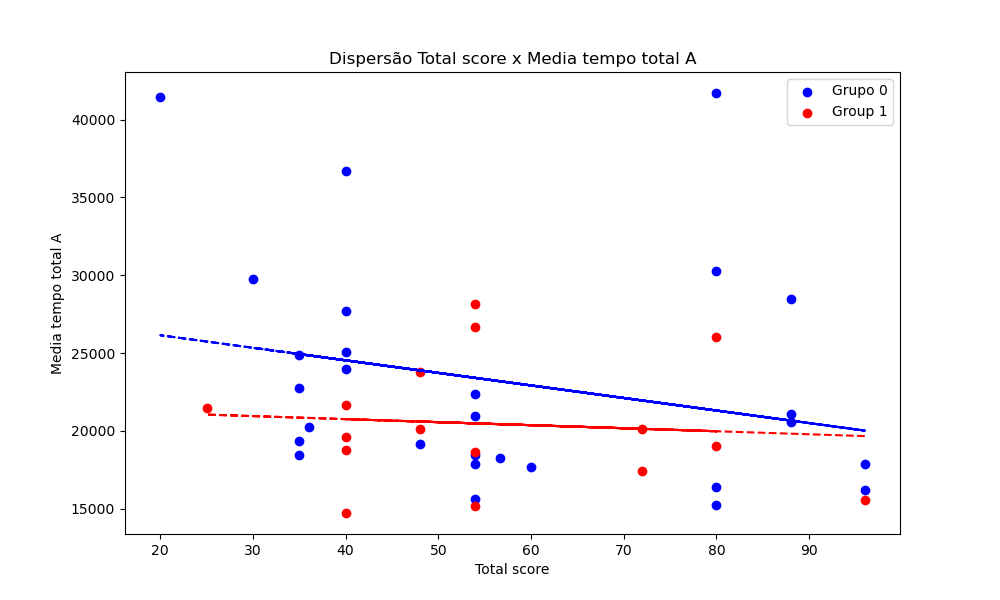 Dispersão Total score x Media tempo total A
Grupo 0
Group 1
Media tempo total A
40000
35000
30000
25000
20000
15000
20 30 40 50 60 70 80 90
Total score